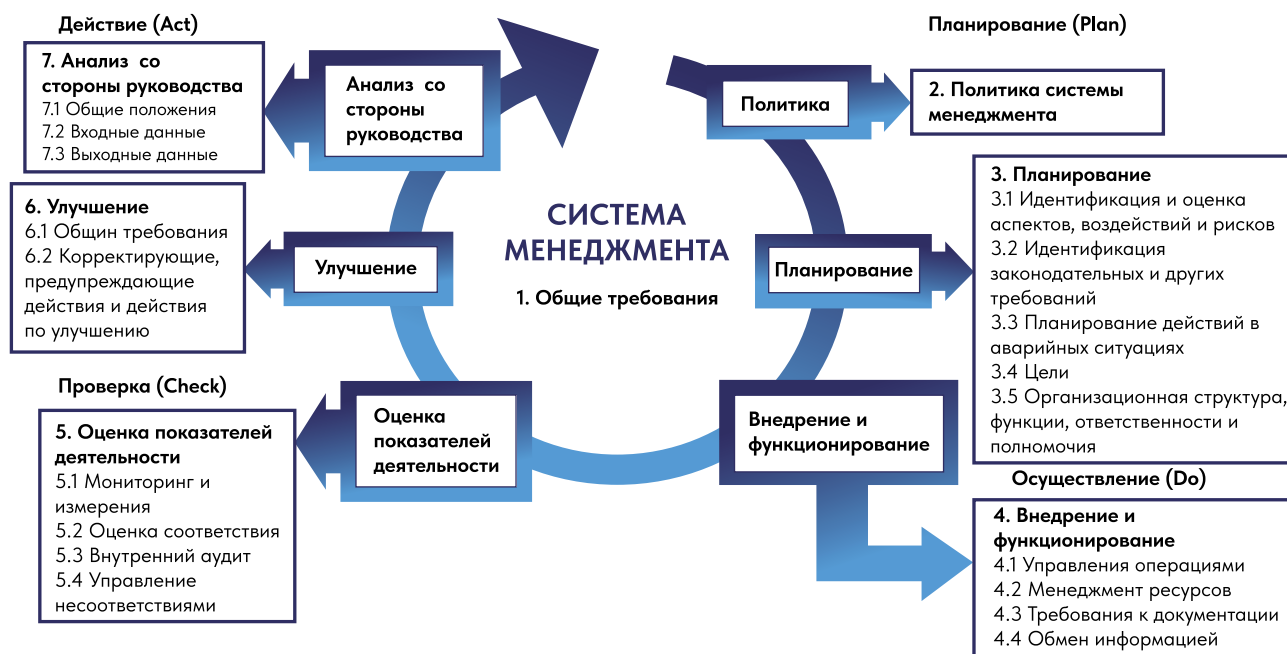 Действие (Act)
7. Анализ со
стороны руководства
7.1 Общие положения
7.2 Входные данные
7.3 Выходные данные
Анализ со
стороны
руководства
6. Улучшение
6.1 Общин требования
6.2 Корректирующие,
предупреждающие
действия и действия
по улучшению
Улучшение
Проверка (Check)
5. Оценка показателей
деятельности
5.1 Мониторинг и
измерения
5.2 Оценка соответствия
5.3 Внутренний аудит
5.4 Управление
несоответствиями
Оценка
показателей
деятельности
СИСТЕМА
МЕНЕДЖМЕНТА
1. Общие требования
Планирование (Plan)
Политика
2. Политика системы
менеджмента
Планирование
3. Планирование
3.1 Идентификация и оценка
аспектов, воздействий и рисков
3.2 Идентификация
законодательных и других
требований
3.3 Планирование действий в
аварийных ситуациях
3.4 Цели
3.5 Организационная структура,
функции, ответственности и
полномочия
Внедрение и
функционирование
Осуществление (Do)
4. Внедрение и
функционирование
4.1 Управления операциями
4.2 Менеджмент ресурсов
4.3 Требования к документации
4.4 Обмен информацией